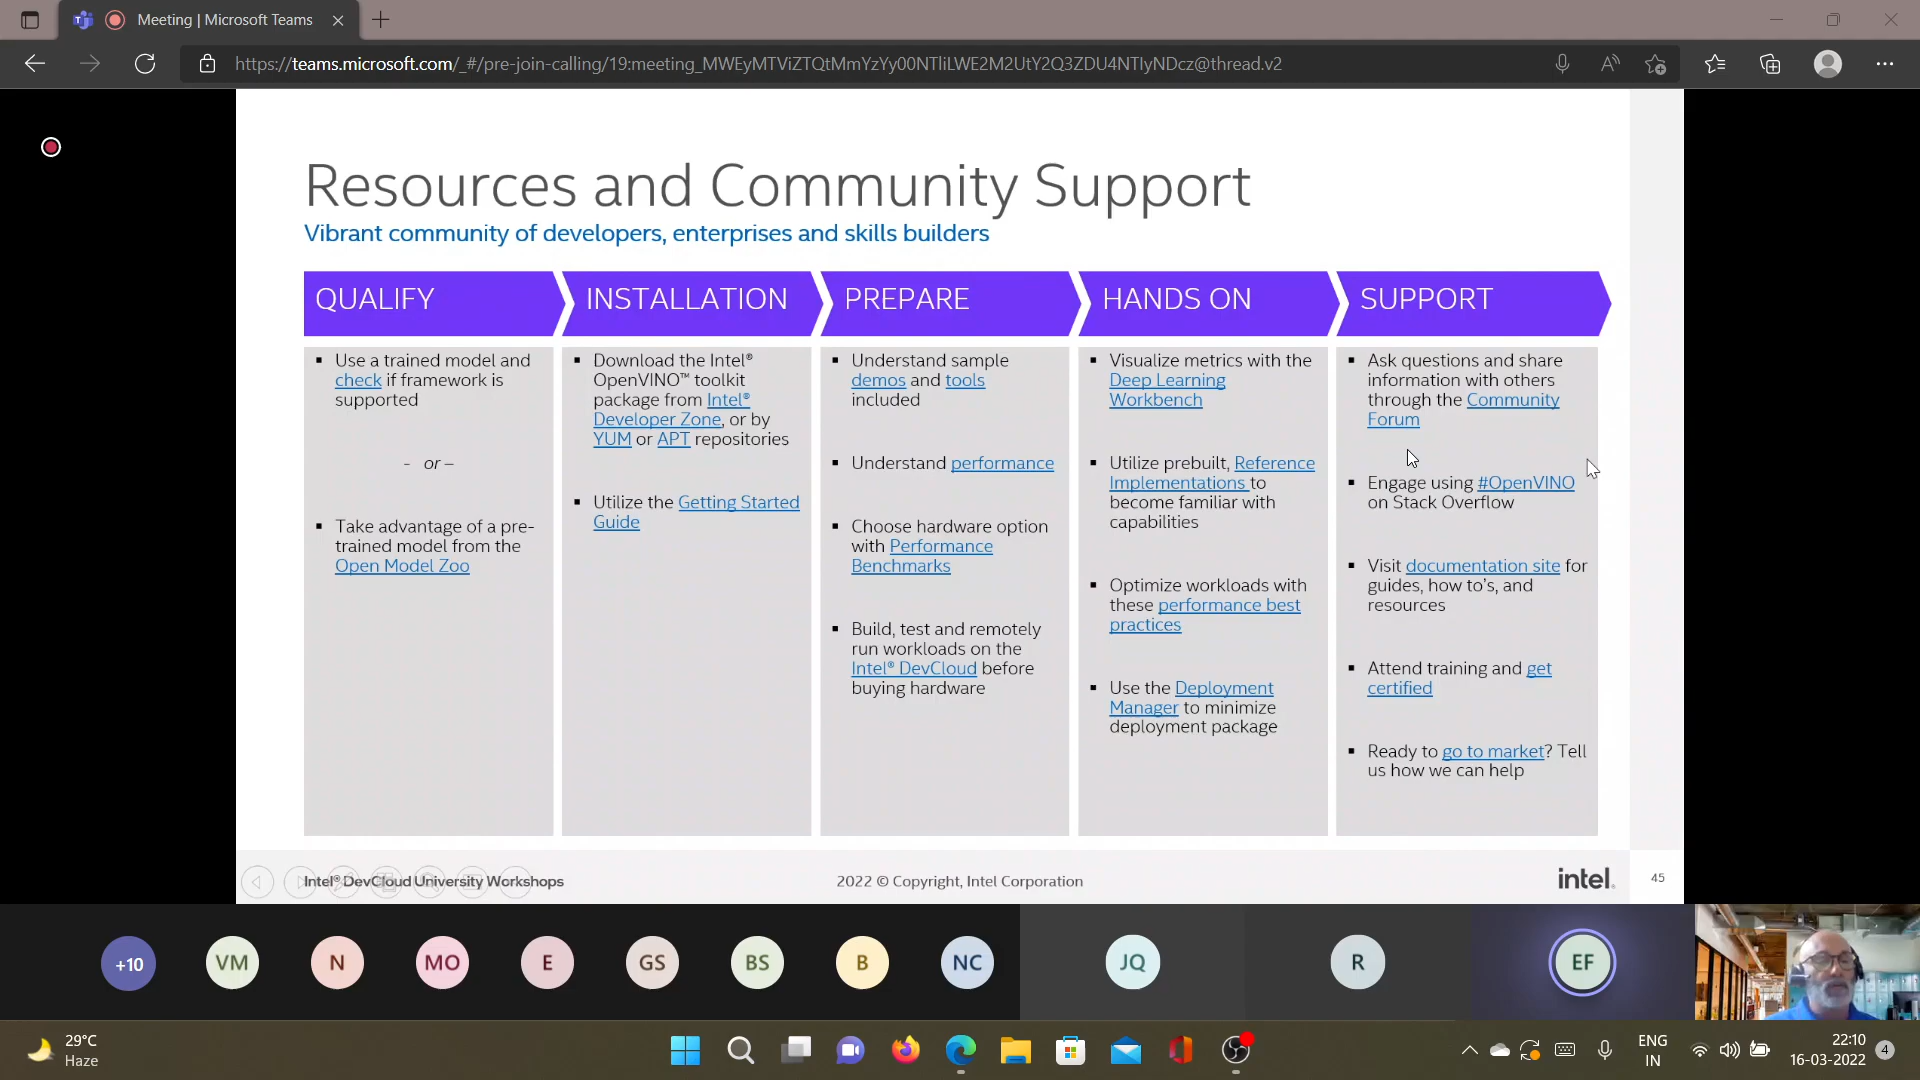 Meeting | Microsoft Teams
https://teams.microsoft.com/_#/pre-join-calling/19:meeting_MWEyMTViZTQtMmYzYy00NTliLWE2M2UtY2Q3ZDU4NTIyNDcz@thread.v2
Resources and Community Support
Vibrant community of developers, enterprises and skills builders
QUALIFY
▪ Use a trained model and
check if framework is
supported
- or –
▪ Take advantage of a pre-
trained model from the
Open Model Zoo
INSTALLATION
▪ Download the Intel®
OpenVINO™ toolkit
package from Intel®
Developer Zone, or by
YUM or APT repositories
▪ Utilize the Getting Started
Guide
PREPARE
▪ Understand sample
demos and tools
included
▪ Understand performance
▪ Choose hardware option
with Performance
Benchmarks
▪ Build, test and remotely
run workloads on the
Intel® DevCloud before
buying hardware
HANDS ON
▪ Visualize metrics with the
Deep Learning
Workbench
▪ Utilize prebuilt, Reference
Implementations to
become familiar with
capabilities
▪ Optimize workloads with
these performance best
practices
▪ Use the Deployment
Manager to minimize
deployment package
SUPPORT
▪ Ask questions and share
information with others
through the Community
Forum
▪ Engage using #OpenVINO
on Stack Overflow
▪ Visit documentation site for
guides, how to's, and
resources
▪ Attend training and get
certified
▪ Ready to go to market? Tell
us how we can help
Intel® DevCloud University Workshops
2022 © Copyright, Intel Corporation
intel.
45
+10
VM
N
MO
E
GS
BS
B
NC
JQ
R
EF
29°C
Haze
ENG
IN
22:10
16-03-2022
4